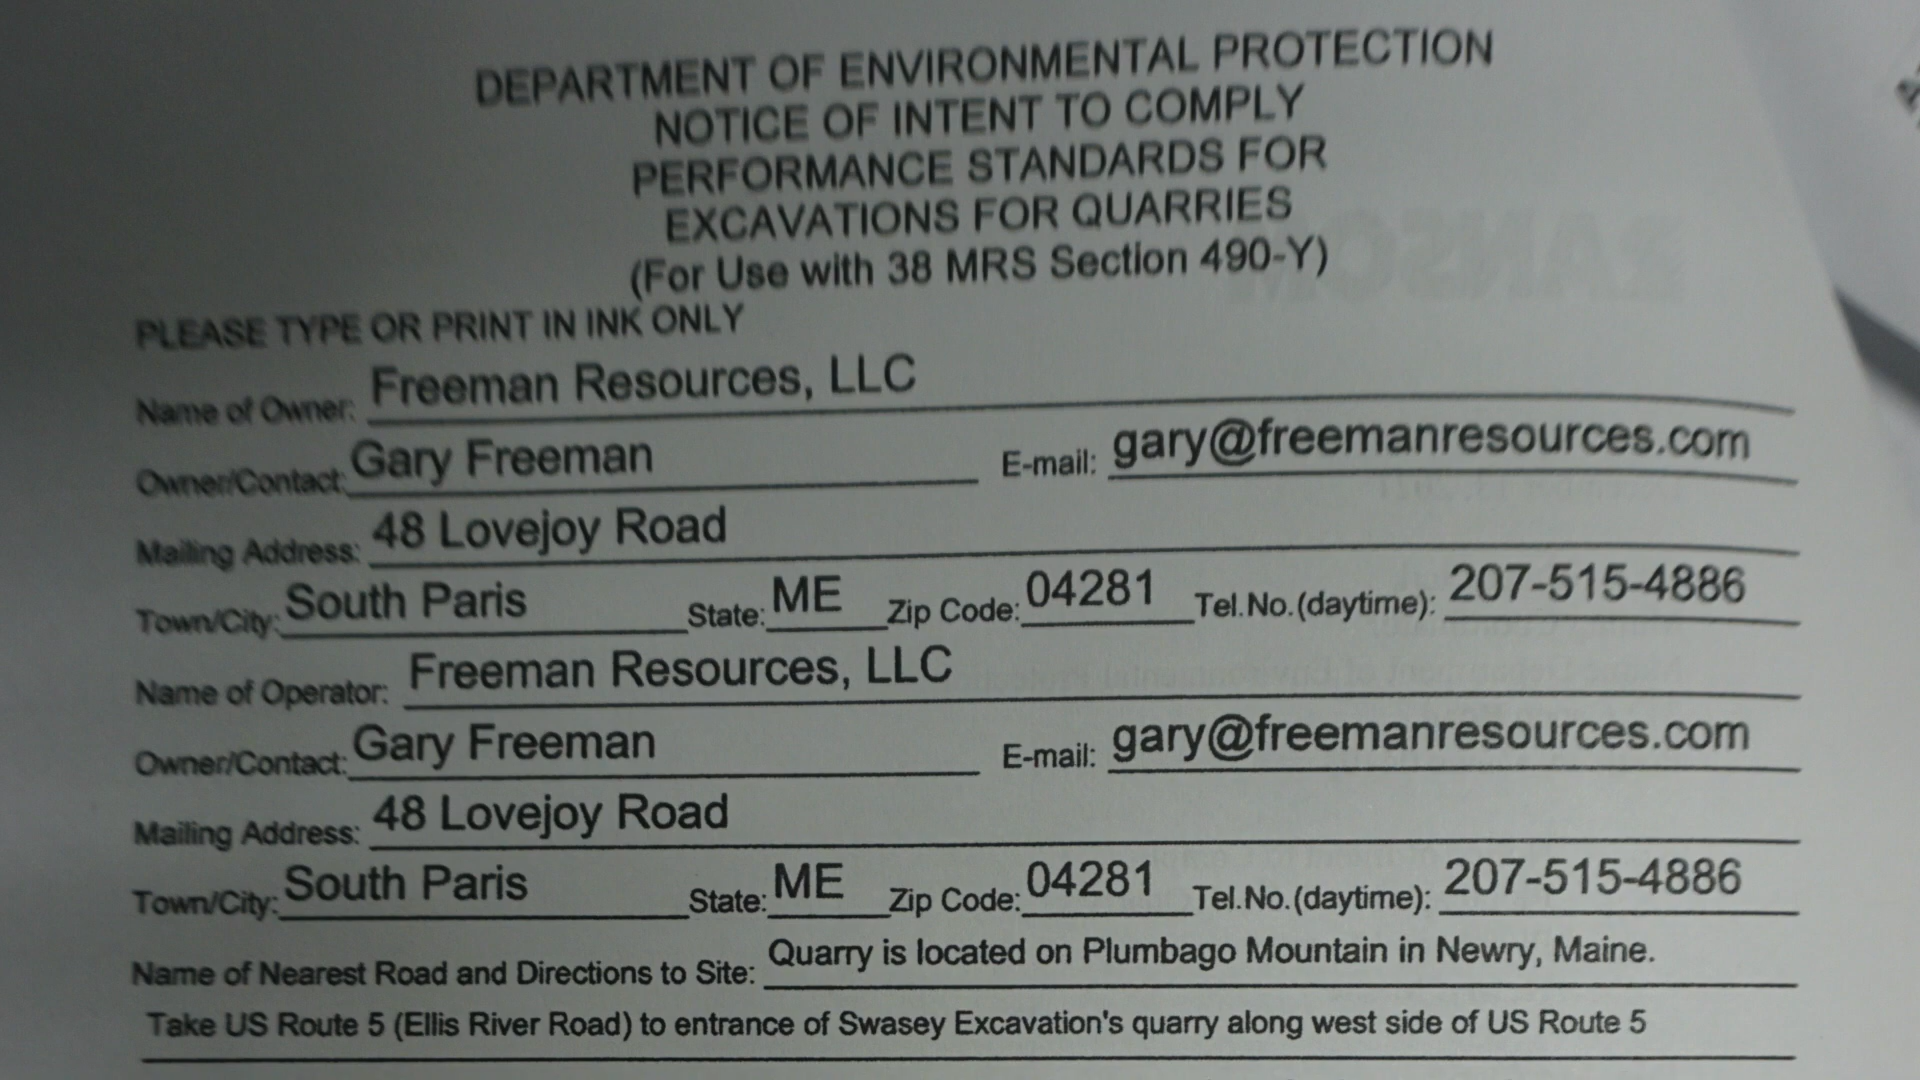 DEPARTMENT OF ENVIRONMENTAL PROTECTION
NOTICE OF INTENT TO COMPLY
PERFORMANCE STANDARDS FOR
EXCAVATIONS FOR QUARRIES
(For Use with 38 MRS Section 490-Y)
PLEASE TYPE OR PRINT IN INK ONLY
Name of Owner: Freeman Resources, LLC
Owner/Contact: Gary Freeman E-mail: gary@freemanresources.com
Mailing Address: 48 Lovejoy Road
Town/City: South Paris State: ME Zip Code: 04281 Tel.No.(daytime): 207-515-4886
Name of Operator: Freeman Resources, LLC
Owner/Contact: Gary Freeman E-mail: gary@freemanresources.com
Mailing Address: 48 Lovejoy Road
Town/City: South Paris State: ME Zip Code: 04281 Tel.No.(daytime): 207-515-4886
Name of Nearest Road and Directions to Site: Quarry is located on Plumbago Mountain in Newry, Maine.
Take US Route 5 (Ellis River Road) to entrance of Swasey Excavation's quarry along west side of US Route 5